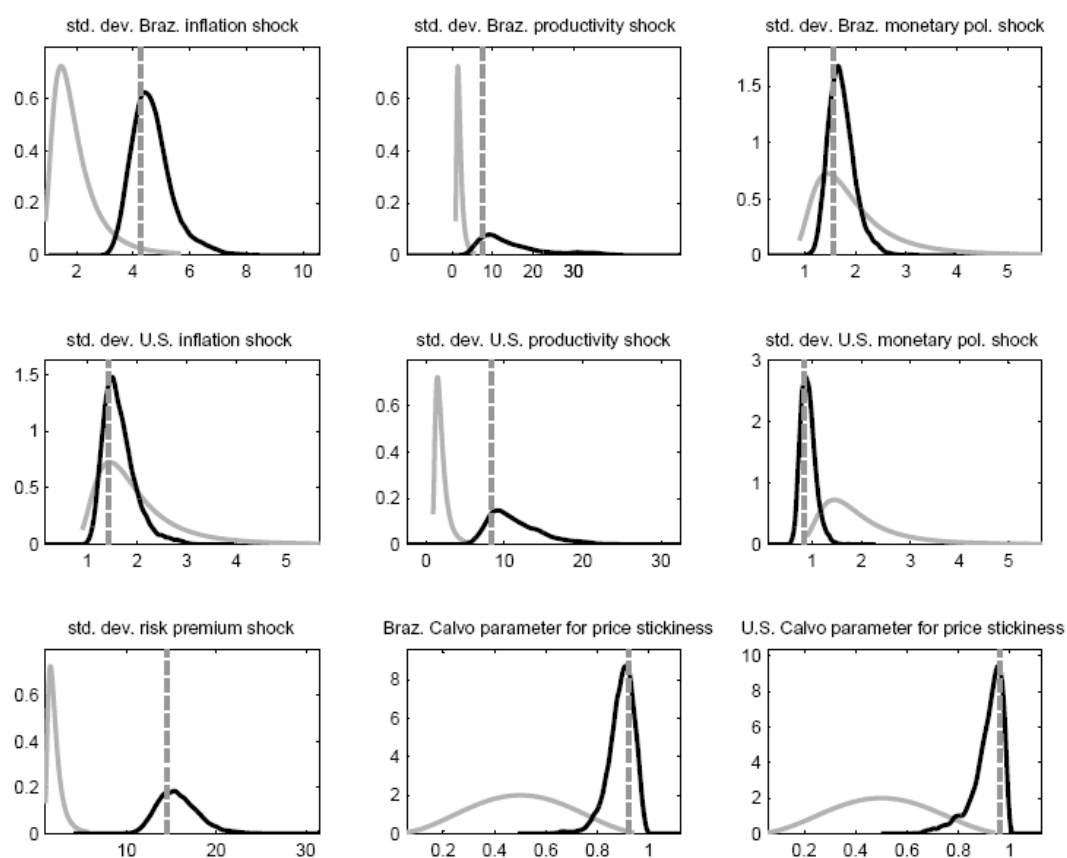 std. dev. Braz. inflation shock
0.6
0.4
0.2
0
2 4 6 8 10
std. dev. Braz. productivity shock
0.6
0.4
0.2
0
0 10 20 30
std. dev. Braz. monetary pol. shock
1.5
1
0.5
0
1 2 3 4 5
std. dev. U.S. inflation shock
1.5
1
0.5
0
1 2 3 4 5
std. dev. U.S. productivity shock
0.6
0.4
0.2
0
0 10 20 30
std. dev. U.S. monetary pol. shock
3
2
1
0
1 2 3 4 5
std. dev. risk premium shock
0.6
0.4
0.2
0
10 20 30
Braz. Calvo parameter for price stickiness
8
6
4
2
0
0.2 0.4 0.6 0.8 1
U.S. Calvo parameter for price stickiness
10
8
6
4
2
0
0.2 0.4 0.6 0.8 1